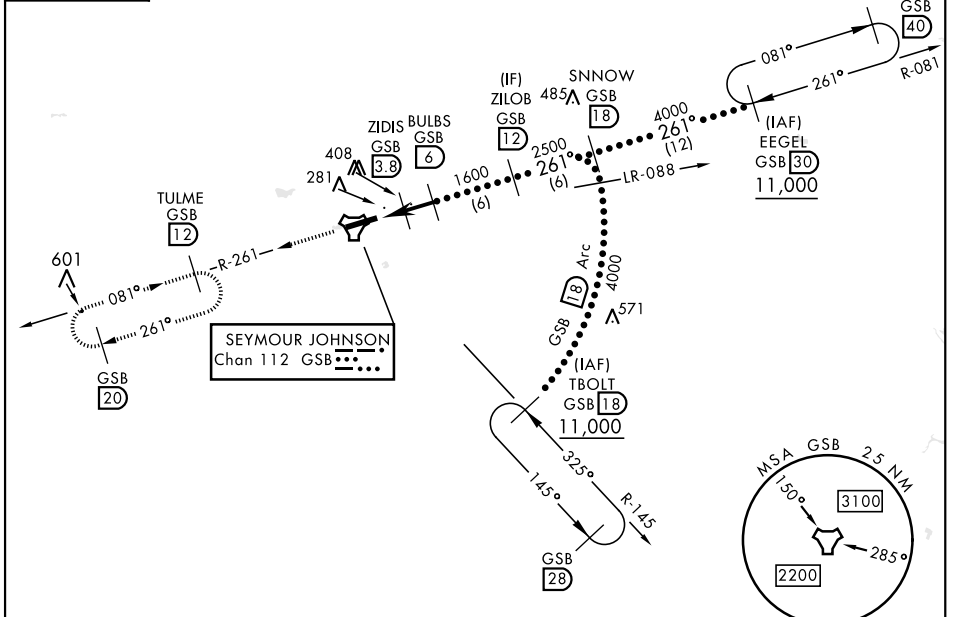 GSB
40
081°
R-081
261°
(IAF)
EEGEL
GSB 30
11,000
SNNOW
GSB
18
485
4000
261°
(12)
(IF)
ZILOB
GSB
12
2500
261°
(6)
LR-088
BULBS
GSB
6
1600
(6)
ZIDIS
GSB
3.8
408
281
TULME
GSB
12
R-261
601
081°
261°
GSB
20
SEYMOUR JOHNSON
Chan 112 GSB
GSB 18 Arc
4000
571
(IAF)
TBOLT
GSB 18
11,000
325°
145°
R-145
GSB
28
MSA GSB 25 NM
150°
3100
285°
2200